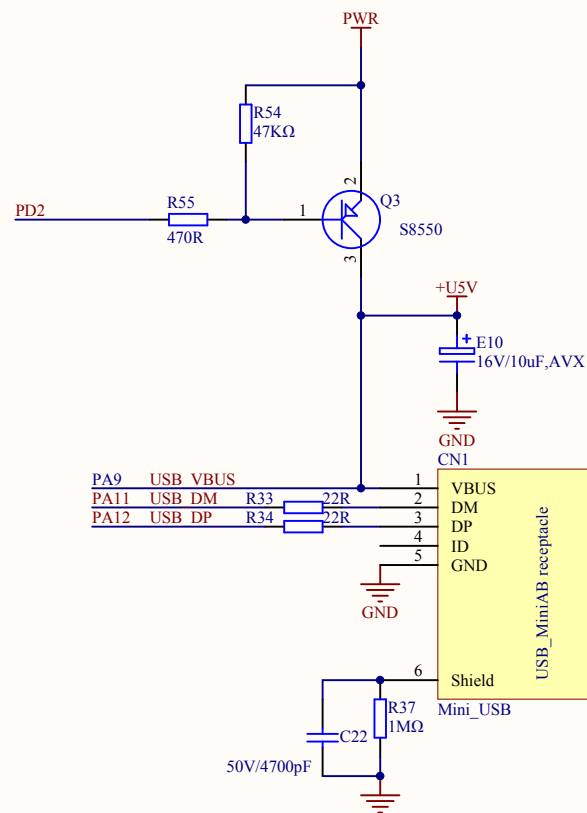 PWR
R54
47KΩ
2
Q3
R55
PD2
1
470R
S8550
3
+U5V
E10
16V/10uF,AVX
GND
CN1
PA9 USB_VBUS 1 VBUS
PA11 USB_DM R33 22R 2 DM
PA12 USB_DP R34 22R 3 DP
4 ID
5 GND
GND
USB_MiniAB receptacle
6 Shield
R37
Mini_USB
1MΩ
C22
50V/4700pF